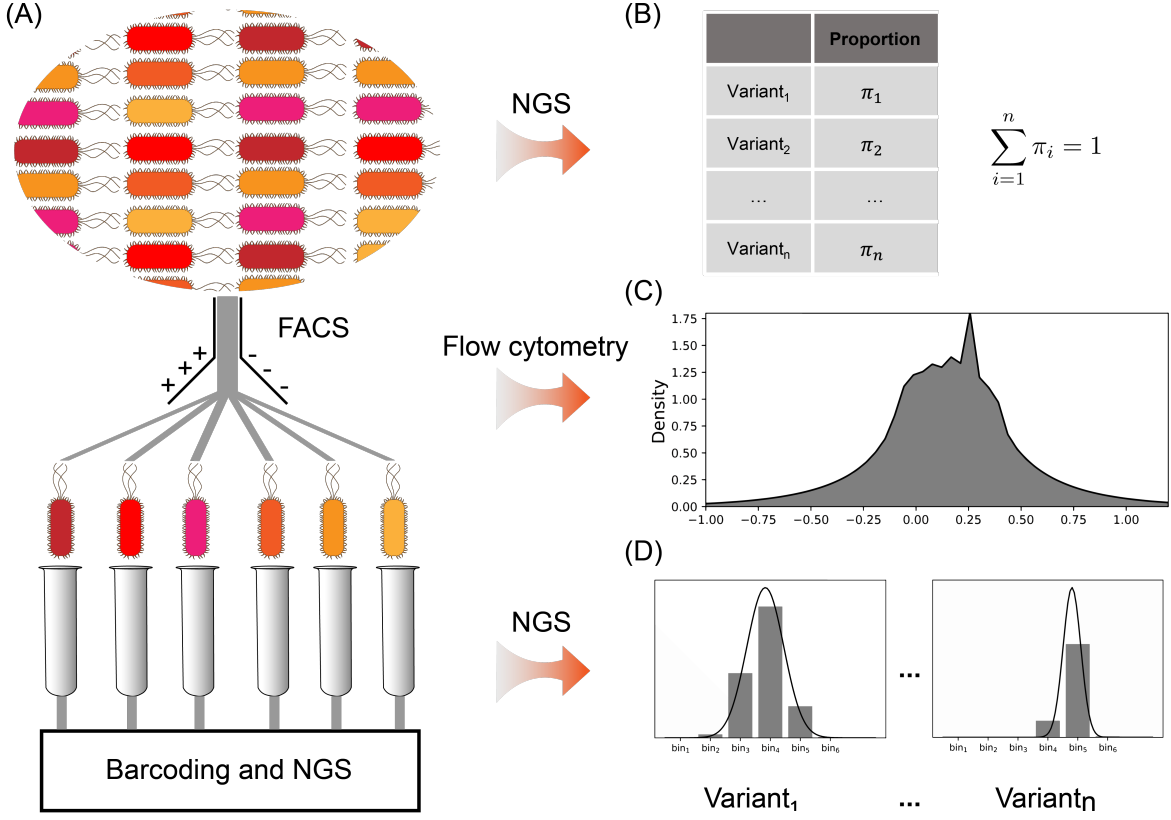 (A)
FACS
+ + + - - -
Barcoding and NGS
NGS
Flow cytometry
NGS
(B)
Proportion
Variant₁ π₁
Variant₂ π₂
... ...
Variantₙ πₙ
n
∑ πᵢ = 1
i=1
(C)
Density
1.75
1.50
1.25
1.00
0.75
0.50
0.25
0.00
−1.00 −0.75 −0.50 −0.25 0.00 0.25 0.50 0.75 1.00
(D)
bin₁ bin₂ bin₃ bin₄ bin₅ bin₆
...
bin₁ bin₂ bin₃ bin₄ bin₅ bin₆
Variant₁ ... Variantₙ